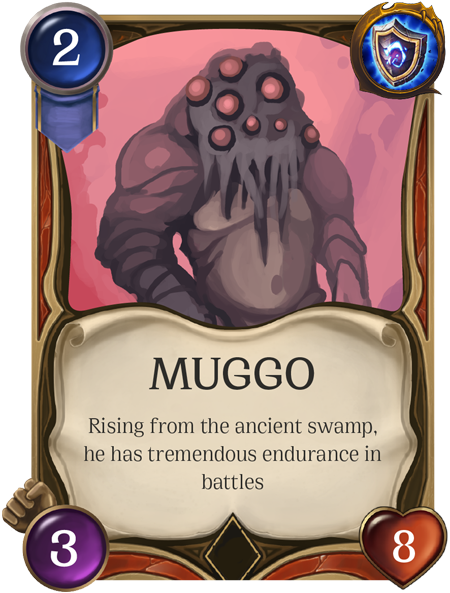 2
MUGGO
Rising from the ancient swamp,
he has tremendous endurance in
battles
3
8